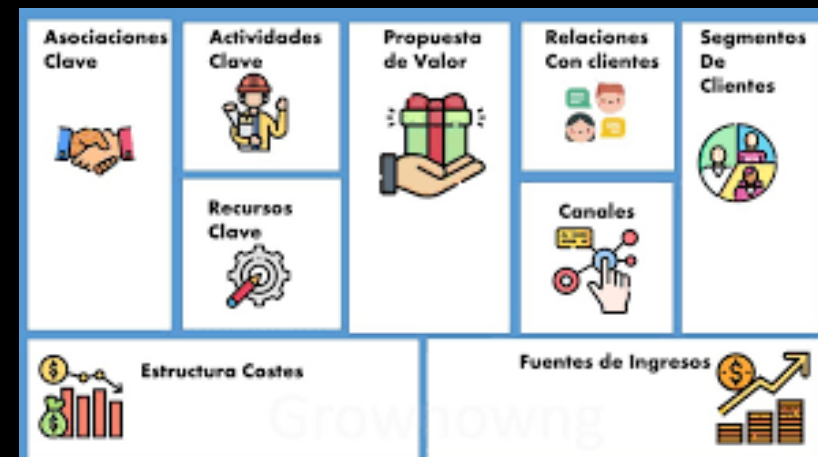 Asociaciones
Clave
Actividades
Clave
Recursos
Clave
Propuesta
de Valor
Relaciones
Con clientes
Canales
Segmentos
De
Clientes
Estructura Costes
Fuentes de Ingresos
Grownowng